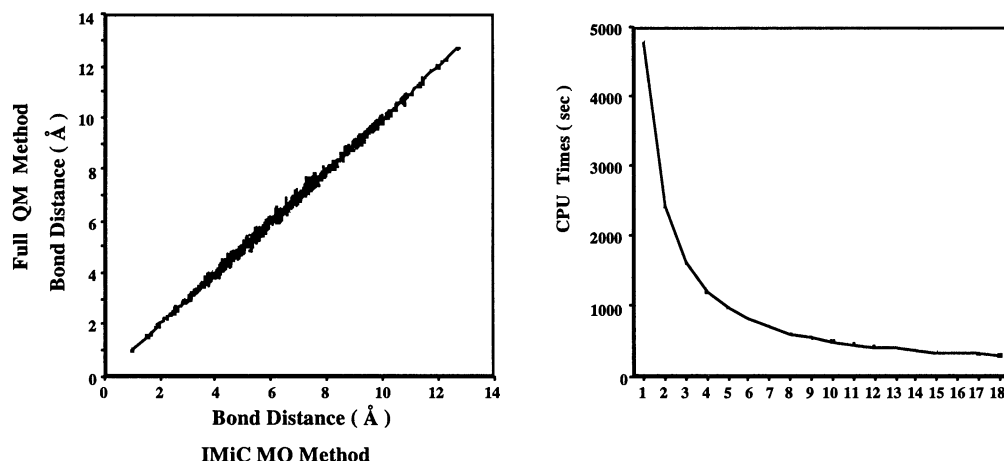 14
12
10
8
6
4
2
0
Full QM Method
Bond Distance ( Å )
0 2 4 6 8 10 12 14
Bond Distance ( Å )
IMiC MO Method
5000
4000
3000
2000
1000
0
CPU Times ( sec )
1 2 3 4 5 6 7 8 9 10 11 12 13 14 15 16 17 18